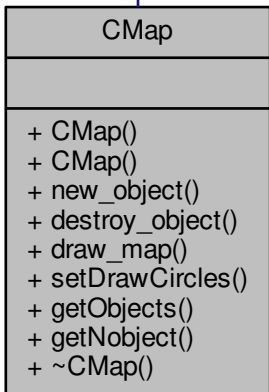 CMap
+ CMap()
+ CMap()
+ new_object()
+ destroy_object()
+ draw_map()
+ setDrawCircles()
+ getObjects()
+ getNobject()
+ ~CMap()